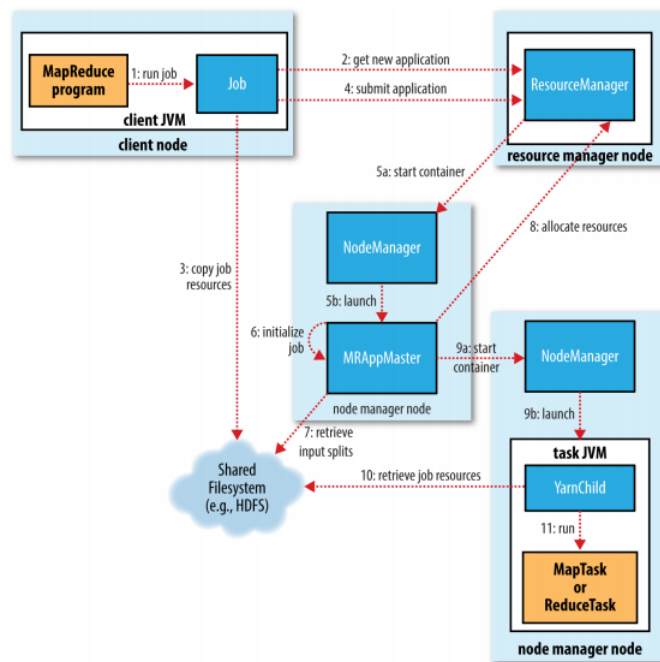 MapReduce
program
1: run job
Job
client JVM
client node
2: get new application
4: submit application
ResourceManager
resource manager node
5a: start container
8: allocate resources
3: copy job
resources
NodeManager
5b: launch
6: initialize
job
MRAppMaster
node manager node
9a: start
container
NodeManager
9b: launch
7: retrieve
input splits
Shared
Filesystem
(e.g., HDFS)
10: retrieve job resources
task JVM
YarnChild
11: run
MapTask
or
ReduceTask
node manager node